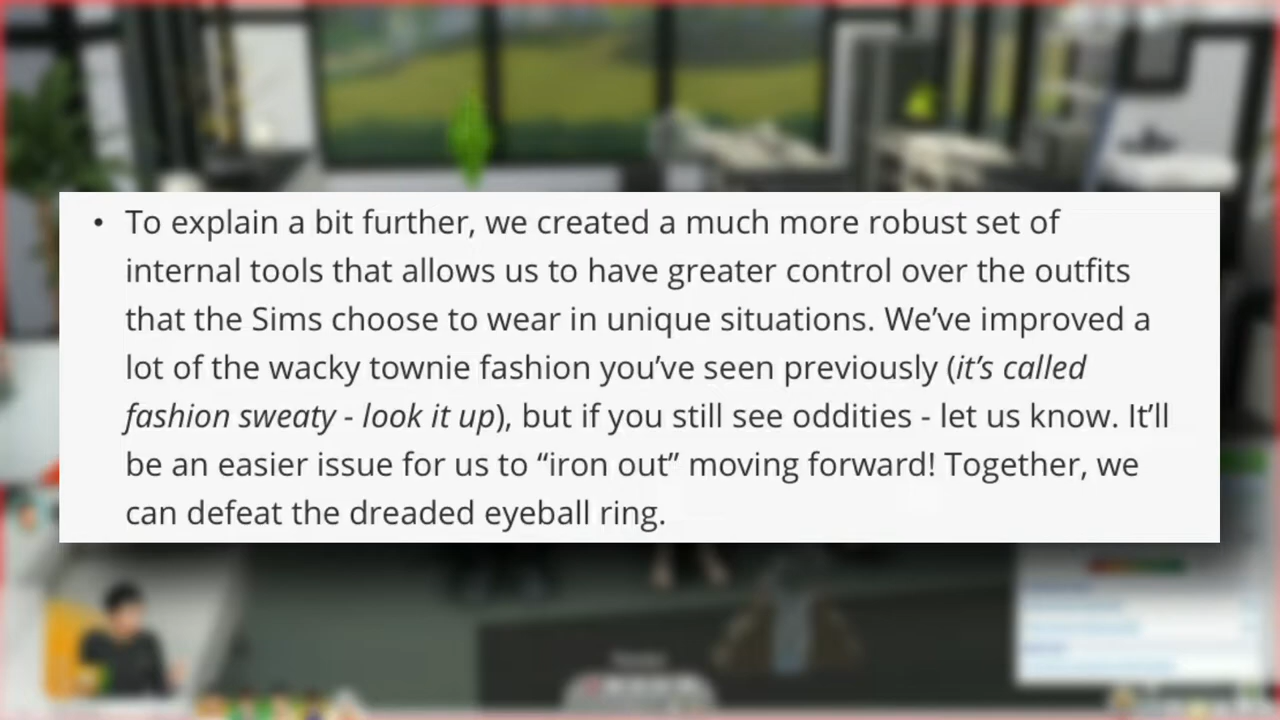 • To explain a bit further, we created a much more robust set of
internal tools that allows us to have greater control over the outfits
that the Sims choose to wear in unique situations. We’ve improved a
lot of the wacky townie fashion you’ve seen previously (it’s called
fashion sweaty - look it up), but if you still see oddities - let us know. It’ll
be an easier issue for us to “iron out” moving forward! Together, we
can defeat the dreaded eyeball ring.